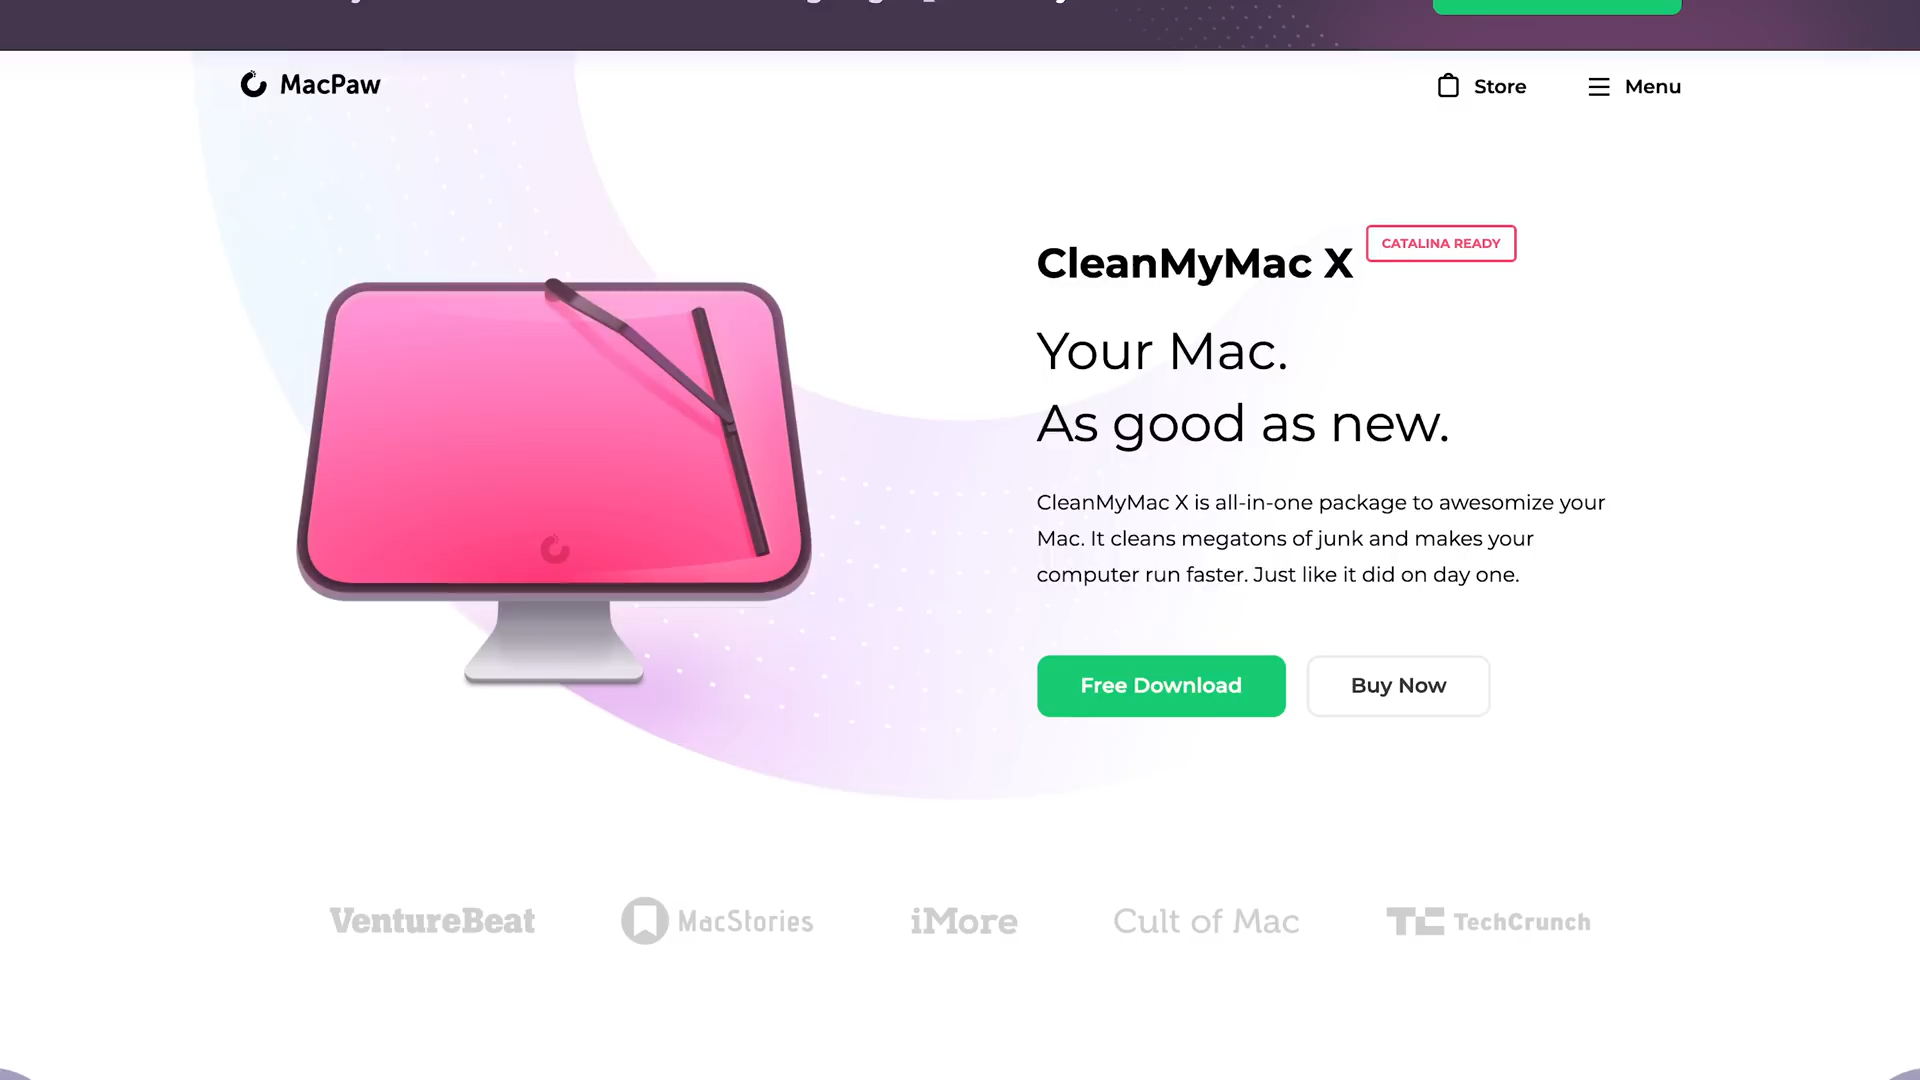 MacPaw
Store
Menu
CleanMyMac X
CATALINA READY
Your Mac.
As good as new.
CleanMyMac X is all-in-one package to awesomize your
Mac. It cleans megatons of junk and makes your
computer run faster. Just like it did on day one.
Free Download
Buy Now
VentureBeat
MacStories
iMore
Cult of Mac
TC TechCrunch